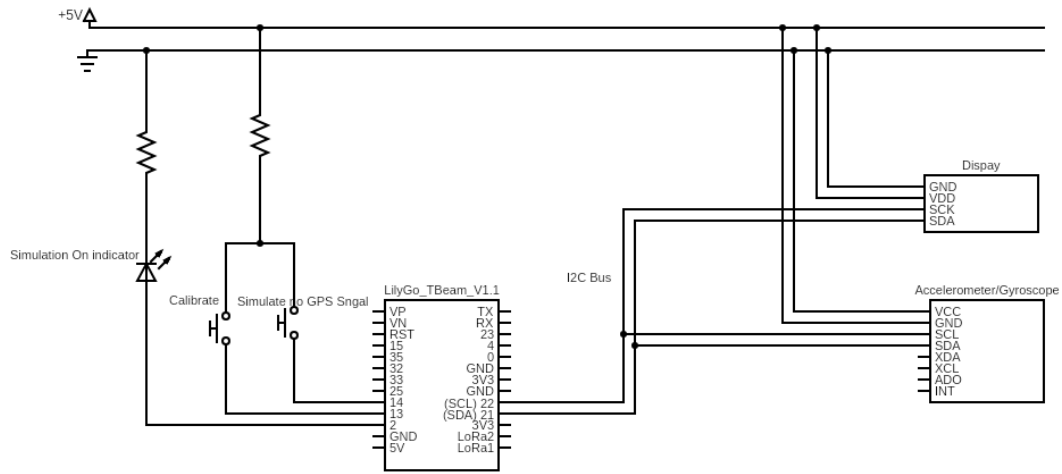 +5V
Dispay
GND
VDD
SCK
SDA
Simulation On indicator
I2C Bus
Calibrate
Simulate no GPS Sngal
LilyGo_TBeam_V1.1
VP
VN
RST
15
35
32
33
25
14
13
2
GND
5V
TX
RX
23
4
0
GND
3V3
GND
(SCL) 22
(SDA) 21
3V3
LoRa2
LoRa1
Accelerometer/Gyroscope
VCC
GND
SCL
SDA
XDA
XCL
ADO
INT